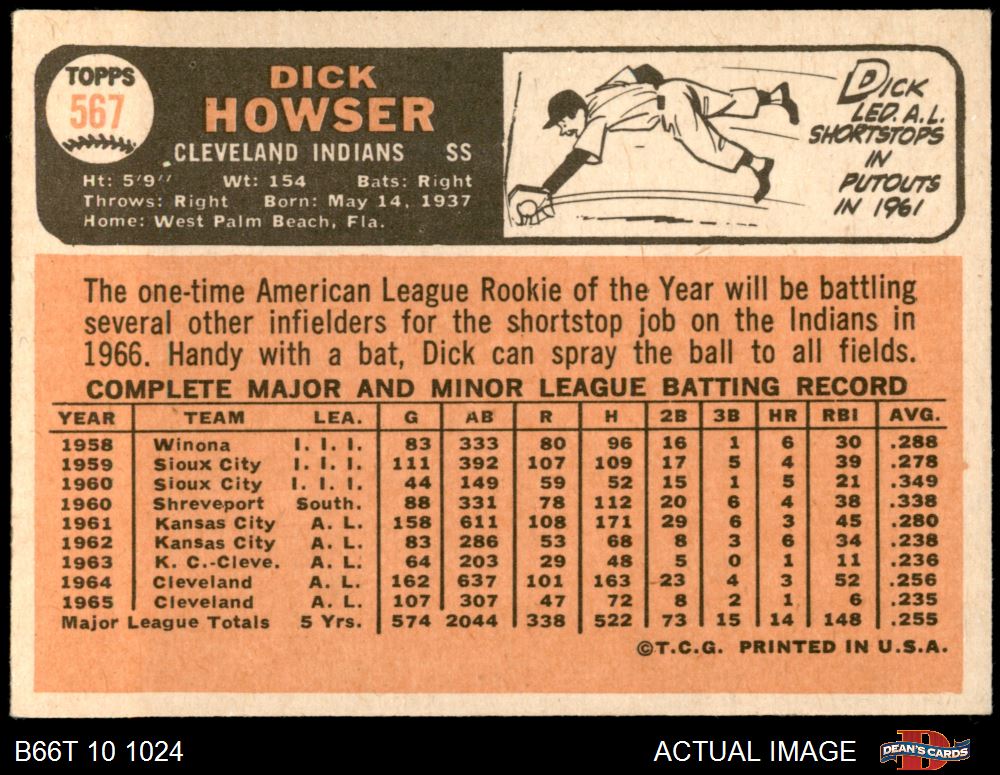 TOPPS
567
DICK
HOWSER
CLEVELAND INDIANS SS
Ht: 5'9" Wt: 154 Bats: Right
Throws: Right Born: May 14, 1937
Home: West Palm Beach, Fla.
DICK
LED A.L.
SHORTSTOPS
IN
PUTOUTS
IN 1961
The one-time American League Rookie of the Year will be battling
several other infielders for the shortstop job on the Indians in
1966. Handy with a bat, Dick can spray the ball to all fields.
COMPLETE MAJOR AND MINOR LEAGUE BATTING RECORD
YEAR TEAM LEA. G AB R H 2B 3B HR RBI AVG.
1958 Winona I. I. I. 83 333 80 96 16 1 6 30 .288
1959 Sioux City I. I. I. 111 392 107 109 17 5 4 39 .278
1960 Sioux City I. I. I. 44 149 59 52 15 1 5 21 .349
1960 Shreveport South. 88 331 78 112 20 6 4 38 .338
1961 Kansas City A. L. 158 611 108 171 29 6 3 45 .280
1962 Kansas City A. L. 83 286 53 68 8 3 6 34 .238
1963 K. C.-Cleve. A. L. 64 203 29 48 5 0 1 11 .236
1964 Cleveland A. L. 162 637 101 163 23 4 3 52 .256
1965 Cleveland A. L. 107 307 47 72 8 2 1 6 .235
Major League Totals 5 Yrs. 574 2044 338 522 73 15 14 148 .255
©T.C.G. PRINTED IN U.S.A.
B66T 10 1024
ACTUAL IMAGE
DEAN'S CARDS